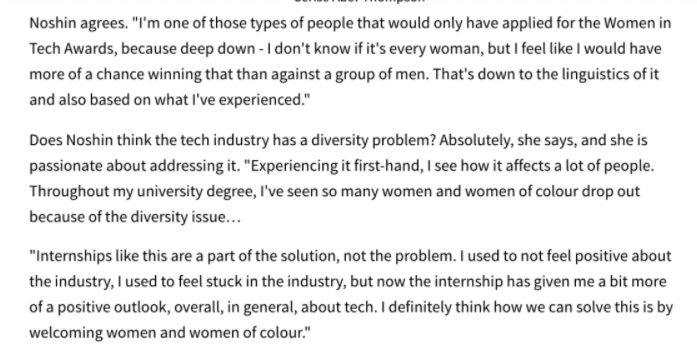 Noshin agrees. "I'm one of those types of people that would only have applied for the Women in
Tech Awards, because deep down - I don't know if it's every woman, but I feel like I would have
more of a chance winning that than against a group of men. That's down to the linguistics of it
and also based on what I've experienced."
Does Noshin think the tech industry has a diversity problem? Absolutely, she says, and she is
passionate about addressing it. "Experiencing it first-hand, I see how it affects a lot of people.
Throughout my university degree, I've seen so many women and women of colour drop out
because of the diversity issue…
"Internships like this are a part of the solution, not the problem. I used to not feel positive about
the industry, I used to feel stuck in the industry, but now the internship has given me a bit more
of a positive outlook, overall, in general, about tech. I definitely think how we can solve this is by
welcoming women and women of colour."